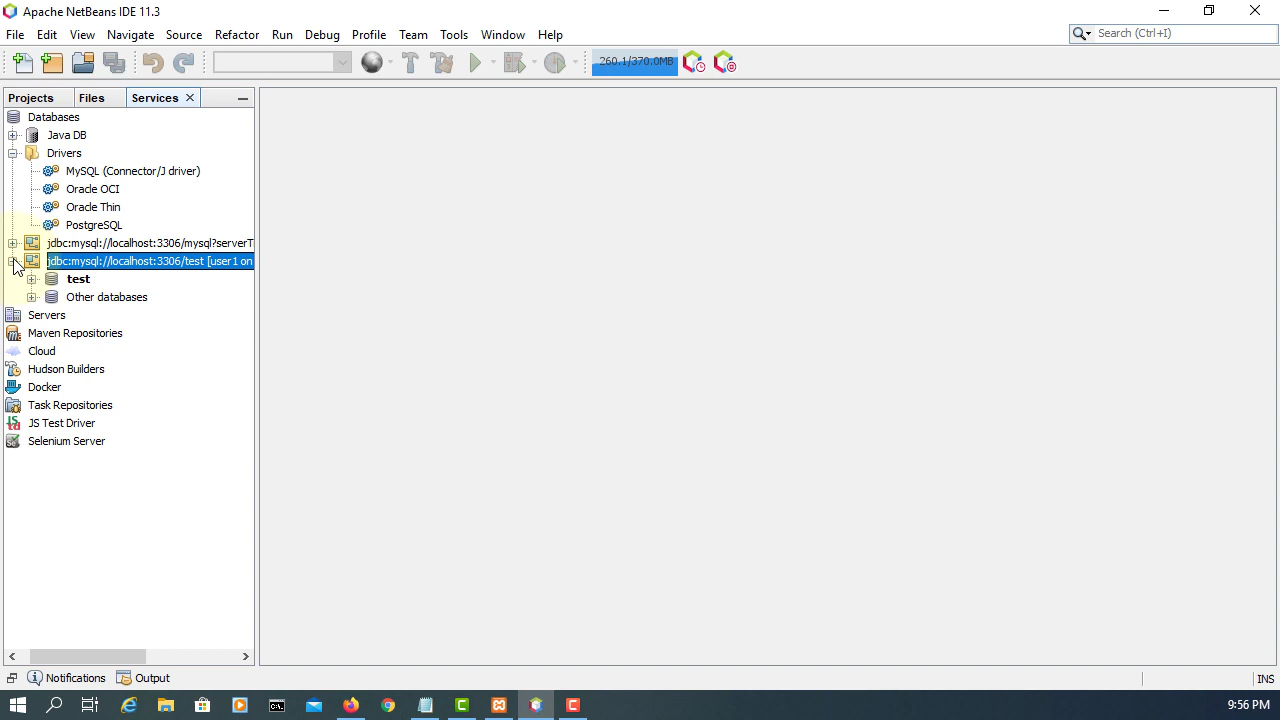 Apache NetBeans IDE 11.3
File Edit View Navigate Source Refactor Run Debug Profile Team Tools Window Help
Search (Ctrl+I)
260.1/370.0MB
Projects Files Services
Databases
Java DB
Drivers
MySQL (Connector/J driver)
Oracle OCI
Oracle Thin
PostgreSQL
jdbc:mysql://localhost:3306/mysql?serverT
jdbc:mysql://localhost:3306/test [user1 on
test
Other databases
Servers
Maven Repositories
Cloud
Hudson Builders
Docker
Task Repositories
JS Test Driver
Selenium Server
Notifications Output
INS
9:56 PM